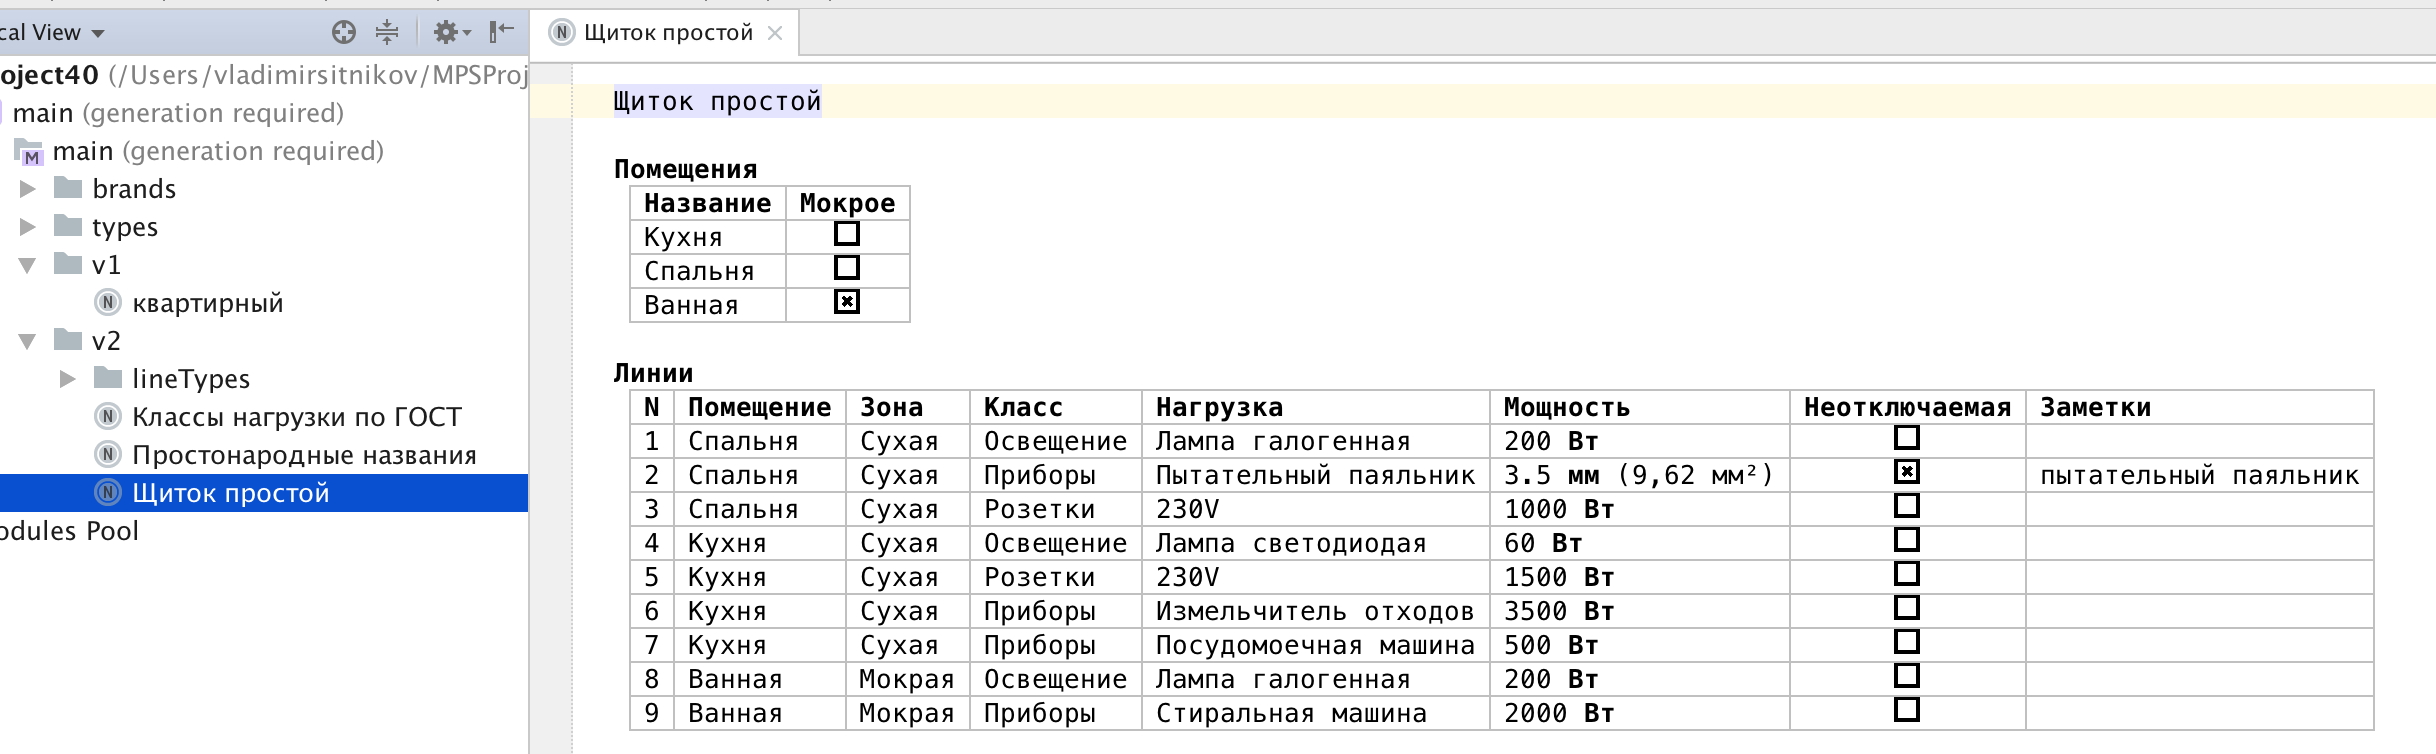 cal View
oject40 (/Users/vladimirsitnikov/MPSProj
main (generation required)
M main (generation required)
brands
types
v1
N квартирный
v2
lineTypes
N Классы нагрузки по ГОСТ
N Простонародные названия
N Щиток простой
odules Pool
N Щиток простой
Щиток простой
Помещения
Название Мокрое
Кухня
Спальня
Ванная
Линии
N Помещение Зона Класс Нагрузка Мощность Неотключаемая Заметки
1 Спальня Сухая Освещение Лампа галогенная 200 Вт
2 Спальня Сухая Приборы Пытательный паяльник 3.5 мм (9,62 мм²) пытательный паяльник
3 Спальня Сухая Розетки 230V 1000 Вт
4 Кухня Сухая Освещение Лампа светодиодая 60 Вт
5 Кухня Сухая Розетки 230V 1500 Вт
6 Кухня Сухая Приборы Измельчитель отходов 3500 Вт
7 Кухня Сухая Приборы Посудомоечная машина 500 Вт
8 Ванная Мокрая Освещение Лампа галогенная 200 Вт
9 Ванная Мокрая Приборы Стиральная машина 2000 Вт